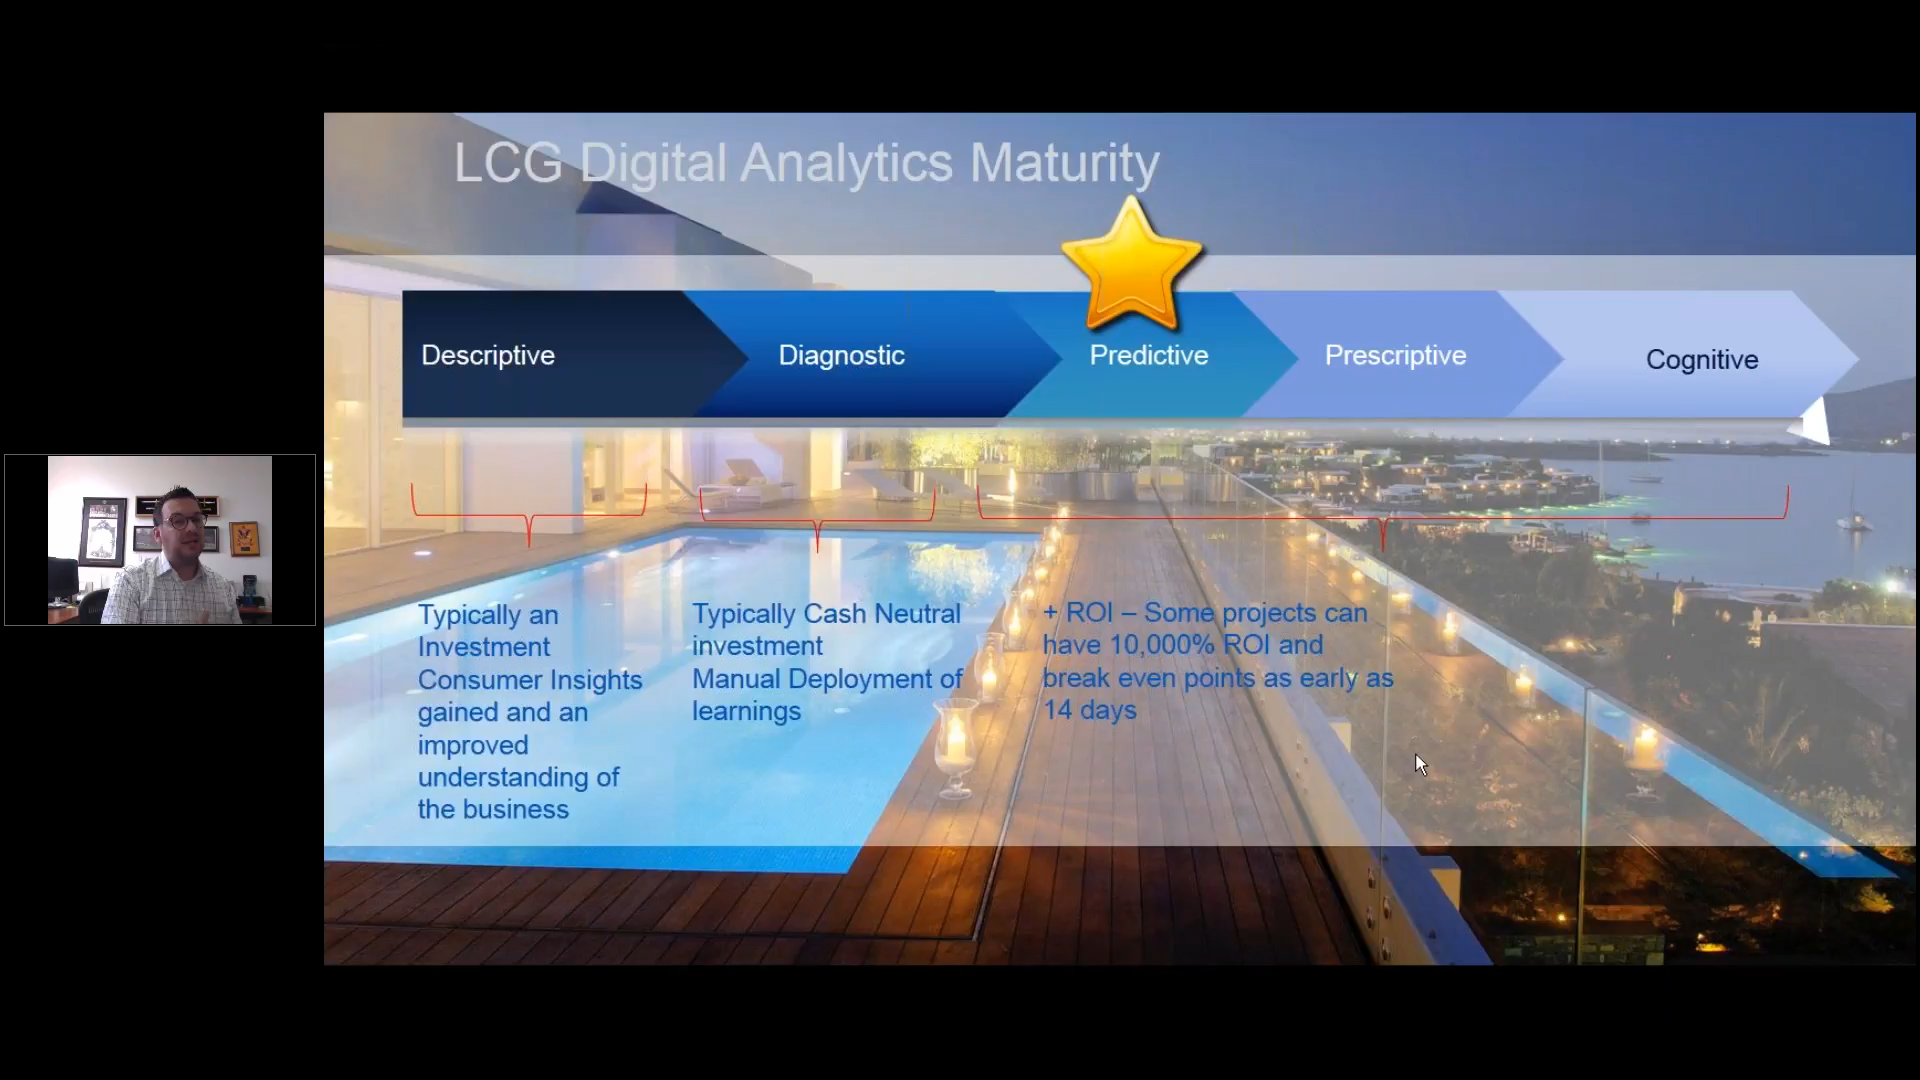 LCG Digital Analytics Maturity
Descriptive
Diagnostic
Predictive
Prescriptive
Cognitive
Typically an
Investment
Consumer Insights
gained and an
improved
understanding of
the business
Typically Cash Neutral
investment
Manual Deployment of
learnings
+ ROI – Some projects can
have 10,000% ROI and
break even points as early as
14 days